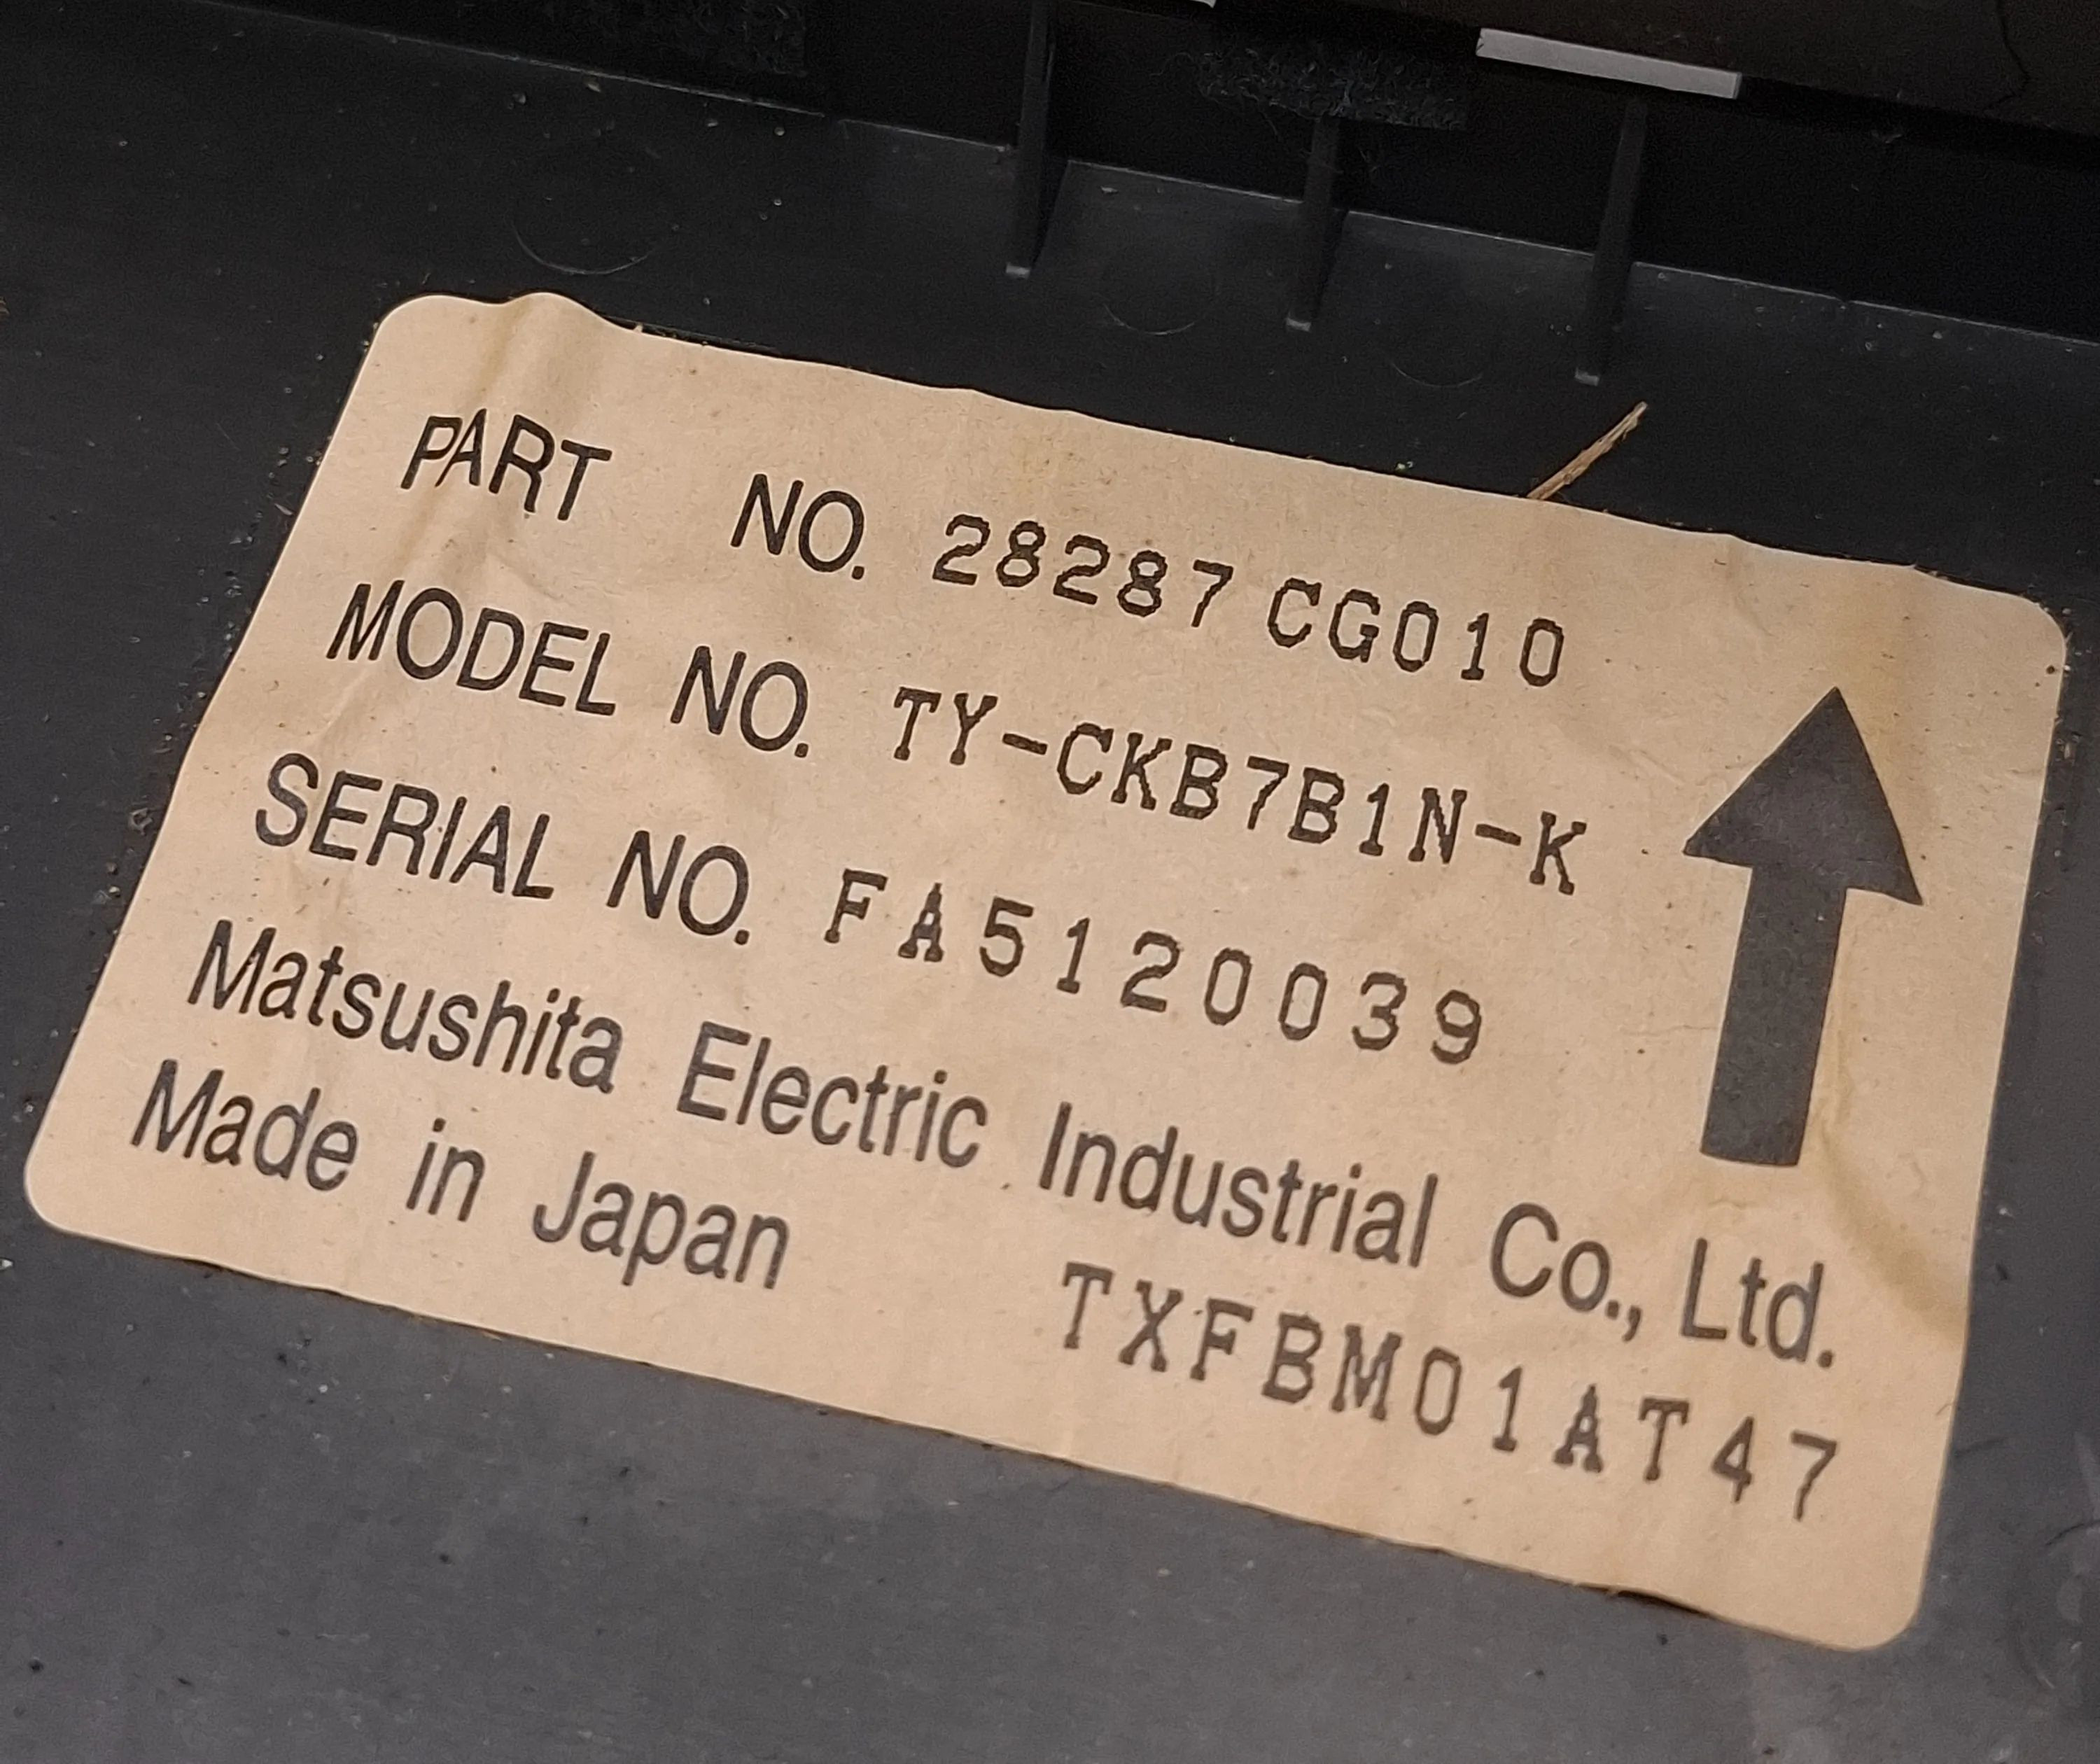 PART NO. 28287 CG010
MODEL NO. TY-CKB7B1N-K
SERIAL NO. FA5120039
Matsushita Electric Industrial Co., Ltd.
Made in Japan TXFBM01AT47